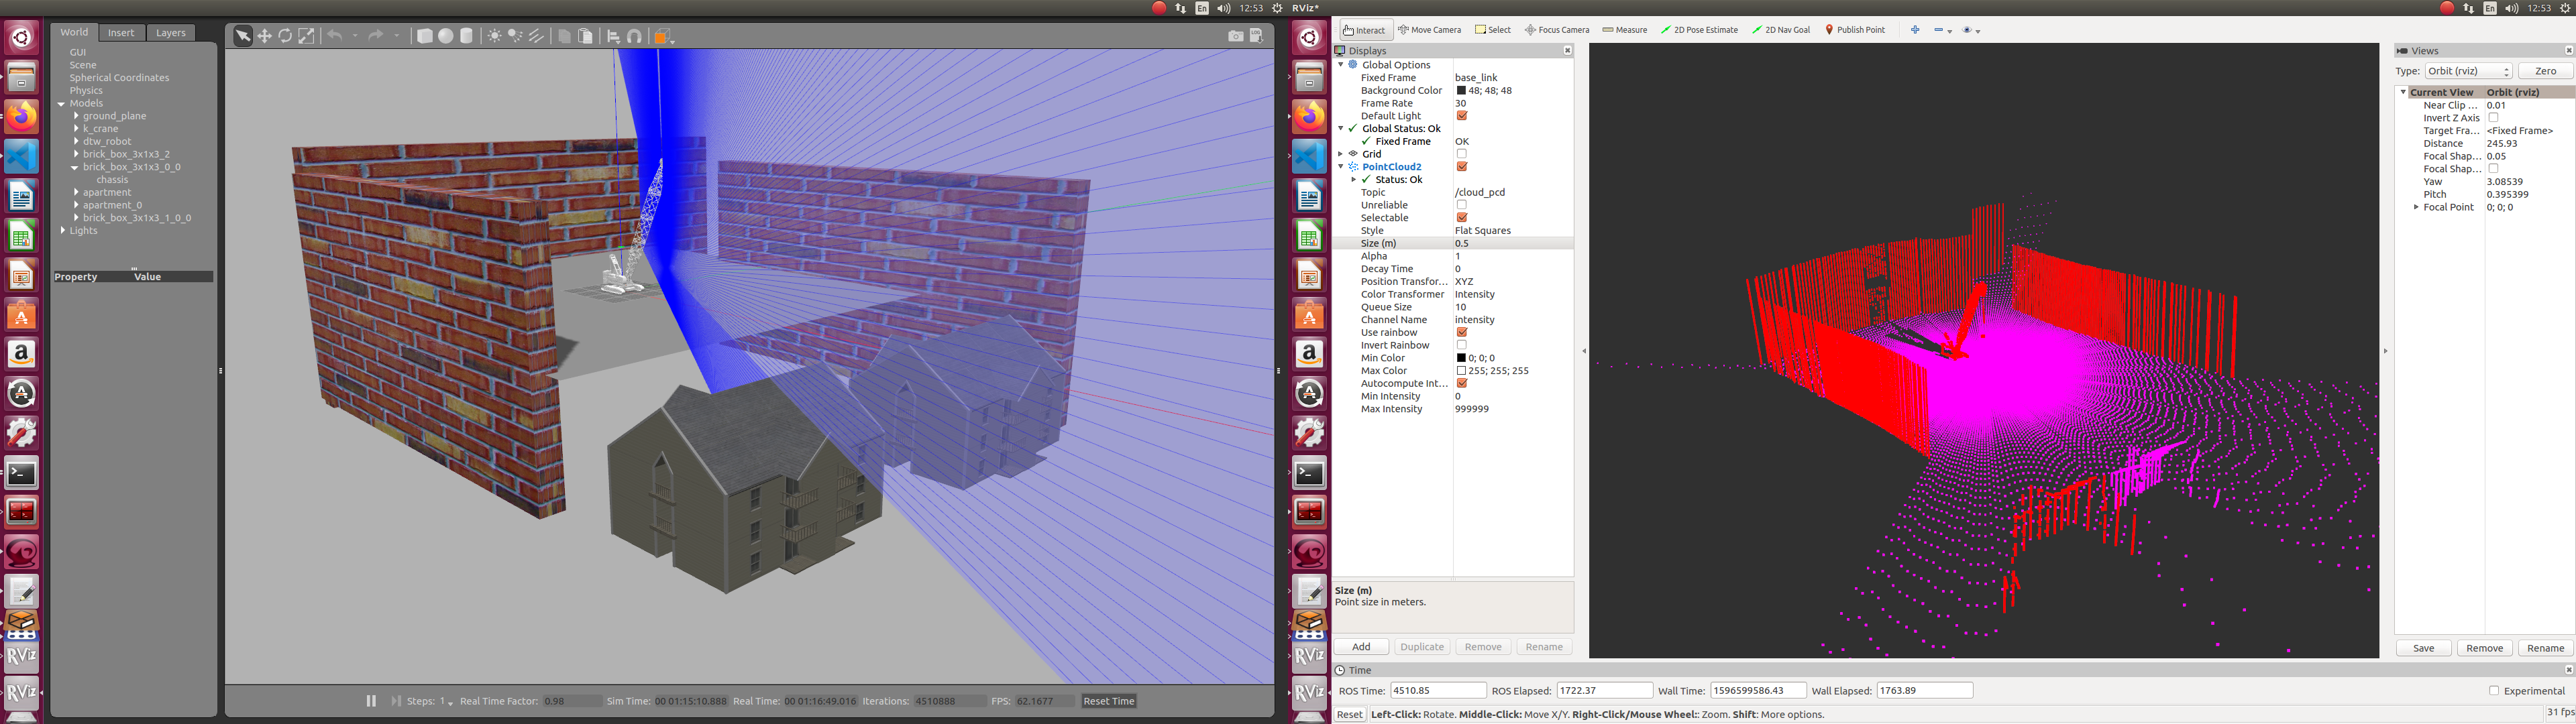 En
12:53
RViz*
En
12:53
World Insert Layers
GUI
Scene
Spherical Coordinates
Physics
Models
ground_plane
k_crane
dtw_robot
brick_box_3x1x3_2
brick_box_3x1x3_0_0
chassis
apartment
apartment_0
brick_box_3x1x3_1_0_0
Lights
Property Value
Steps: 1 Real Time Factor: 0.98 Sim Time: 00 01:15:10.888 Real Time: 00 01:16:49.016 Iterations: 4510888 FPS: 62.1677 Reset Time
Interact Move Camera Select Focus Camera Measure 2D Pose Estimate 2D Nav Goal Publish Point
Displays
Global Options
Fixed Frame base_link
Background Color 48; 48; 48
Frame Rate 30
Default Light
Global Status: Ok
Fixed Frame OK
Grid
PointCloud2
Status: Ok
Topic /cloud_pcd
Unreliable
Selectable
Style Flat Squares
Size (m) 0.5
Alpha 1
Decay Time 0
Position Transfor... XYZ
Color Transformer Intensity
Queue Size 10
Channel Name intensity
Use rainbow
Invert Rainbow
Min Color 0; 0; 0
Max Color 255; 255; 255
Autocompute Int...
Min Intensity 0
Max Intensity 999999
Size (m)
Point size in meters.
Add Duplicate Remove Rename
Views
Type: Orbit (rviz) Zero
Current View Orbit (rviz)
Near Clip ... 0.01
Invert Z Axis
Target Fra... <Fixed Frame>
Distance 245.93
Focal Shap... 0.05
Focal Shap...
Yaw 3.08539
Pitch 0.395399
Focal Point 0; 0; 0
Save Remove Rename
Time
ROS Time: 4510.85 ROS Elapsed: 1722.37 Wall Time: 1596599586.43 Wall Elapsed: 1763.89 Experimental
Reset Left-Click: Rotate. Middle-Click: Move X/Y. Right-Click/Mouse Wheel:: Zoom. Shift: More options. 31 fps
RViz
RViz
RViz
RViz